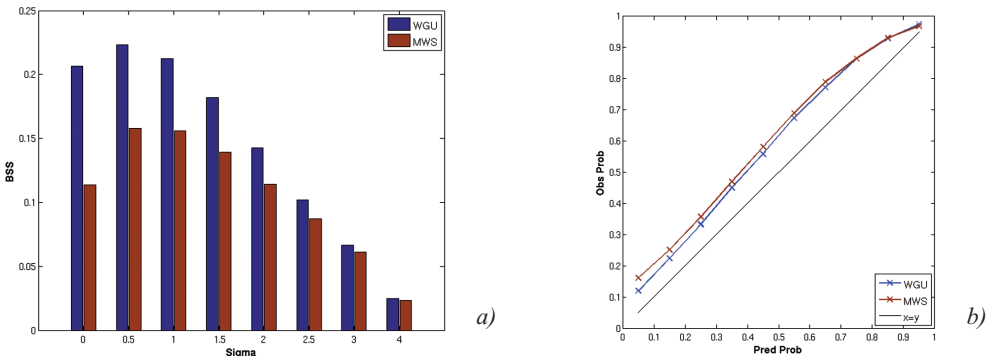 0.25
0.2
0.15
0.1
0.05
0
BSS
0 0.5 1 1.5 2 2.5 3 4
Sigma
WGU
MWS
a)
1
0.9
0.8
0.7
0.6
0.5
0.4
0.3
0.2
0.1
0
Obs Prob
0 0.1 0.2 0.3 0.4 0.5 0.6 0.7 0.8 0.9 1
Pred Prob
WGU
MWS
x=y
b)